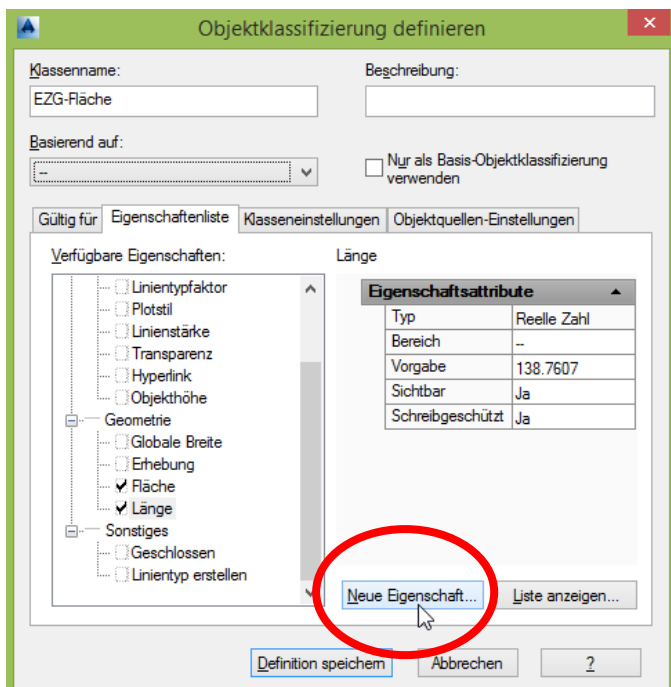 Objektklassifizierung definieren
Klassenname:
Beschreibung:
EZG-Fläche
Basierend auf:
--
Nur als Basis-Objektklassifizierung
verwenden
Gültig für Eigenschaftenliste Klasseneinstellungen Objektquellen-Einstellungen
Verfügbare Eigenschaften:
Linientypfaktor
Plotstil
Linienstärke
Transparenz
Hyperlink
Objekthöhe
Geometrie
Globale Breite
Erhebung
Fläche
Länge
Sonstiges
Geschlossen
Linientyp erstellen
Länge
Eigenschaftsattribute
Typ Reelle Zahl
Bereich --
Vorgabe 138.7607
Sichtbar Ja
Schreibgeschützt Ja
Neue Eigenschaft... Liste anzeigen...
Definition speichern Abbrechen ?